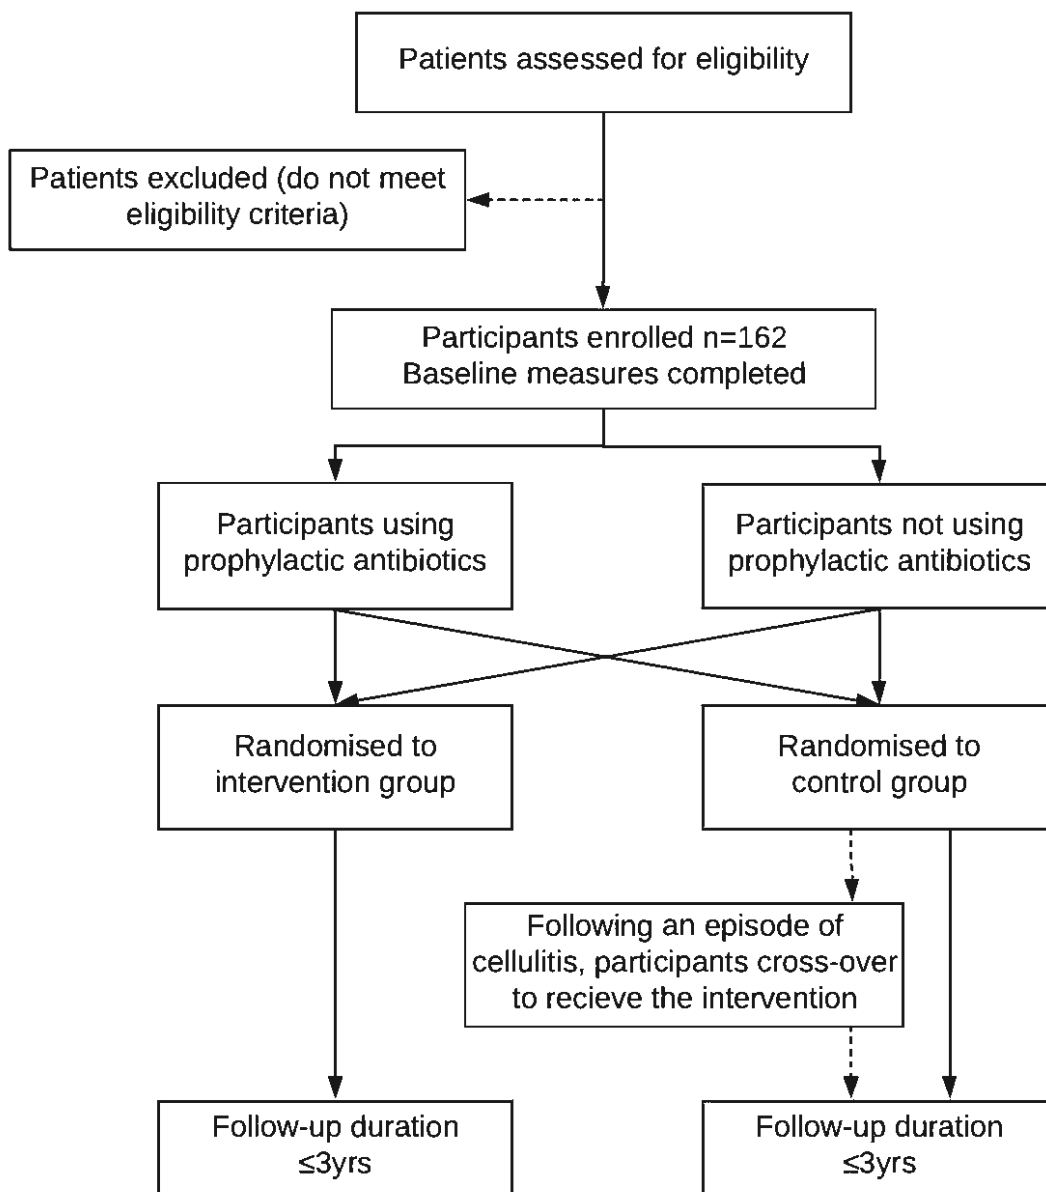 Patients assessed for eligibility
Patients excluded (do not meet
eligibility criteria)
Participants enrolled n=162
Baseline measures completed
Participants using
prophylactic antibiotics
Participants not using
prophylactic antibiotics
Randomised to
intervention group
Randomised to
control group
Following an episode of
cellulitis, participants cross-over
to recieve the intervention
Follow-up duration
≤3yrs
Follow-up duration
≤3yrs